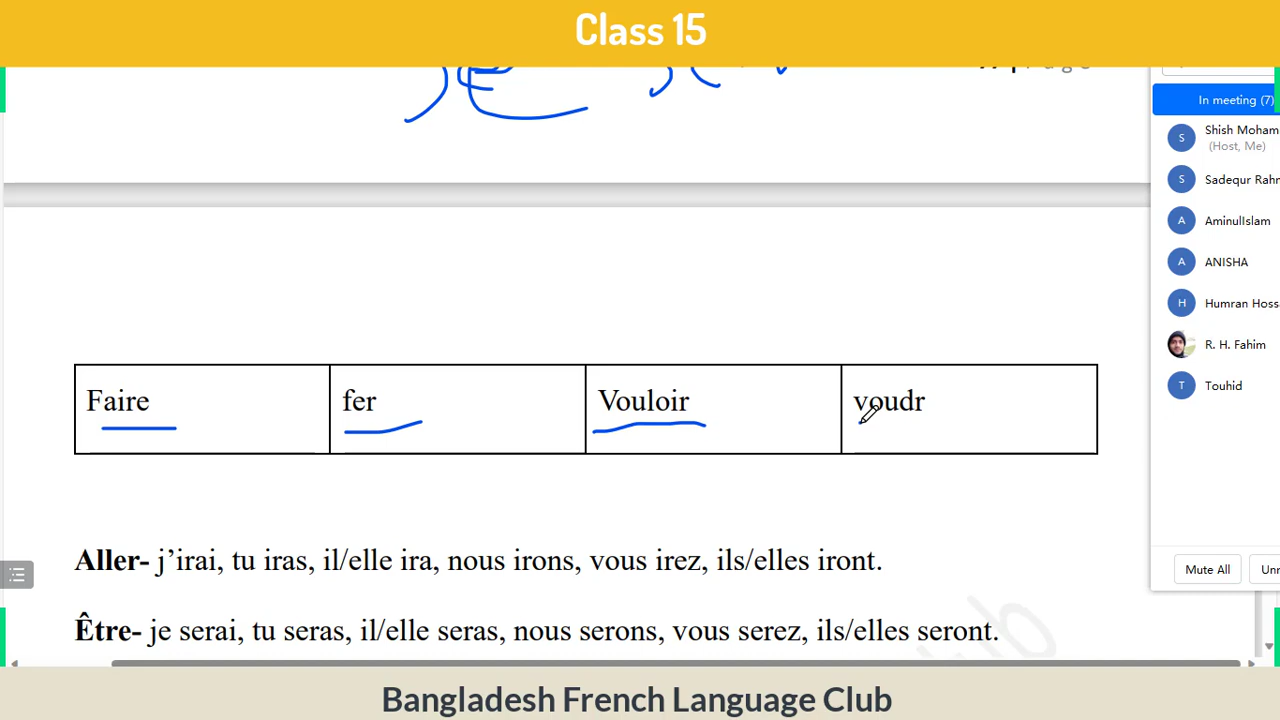 Class 15
In meeting (7)
S Shish Moham
(Host, Me)
S Sadequr Rahn
A AminulIslam
A ANISHA
H Humran Hoss
R. H. Fahim
T Touhid
Faire fer Vouloir voudr
Aller- j’irai, tu iras, il/elle ira, nous irons, vous irez, ils/elles iront.
Mute All
Être- je serai, tu seras, il/elle seras, nous serons, vous serez, ils/elles seront.
Bangladesh French Language Club